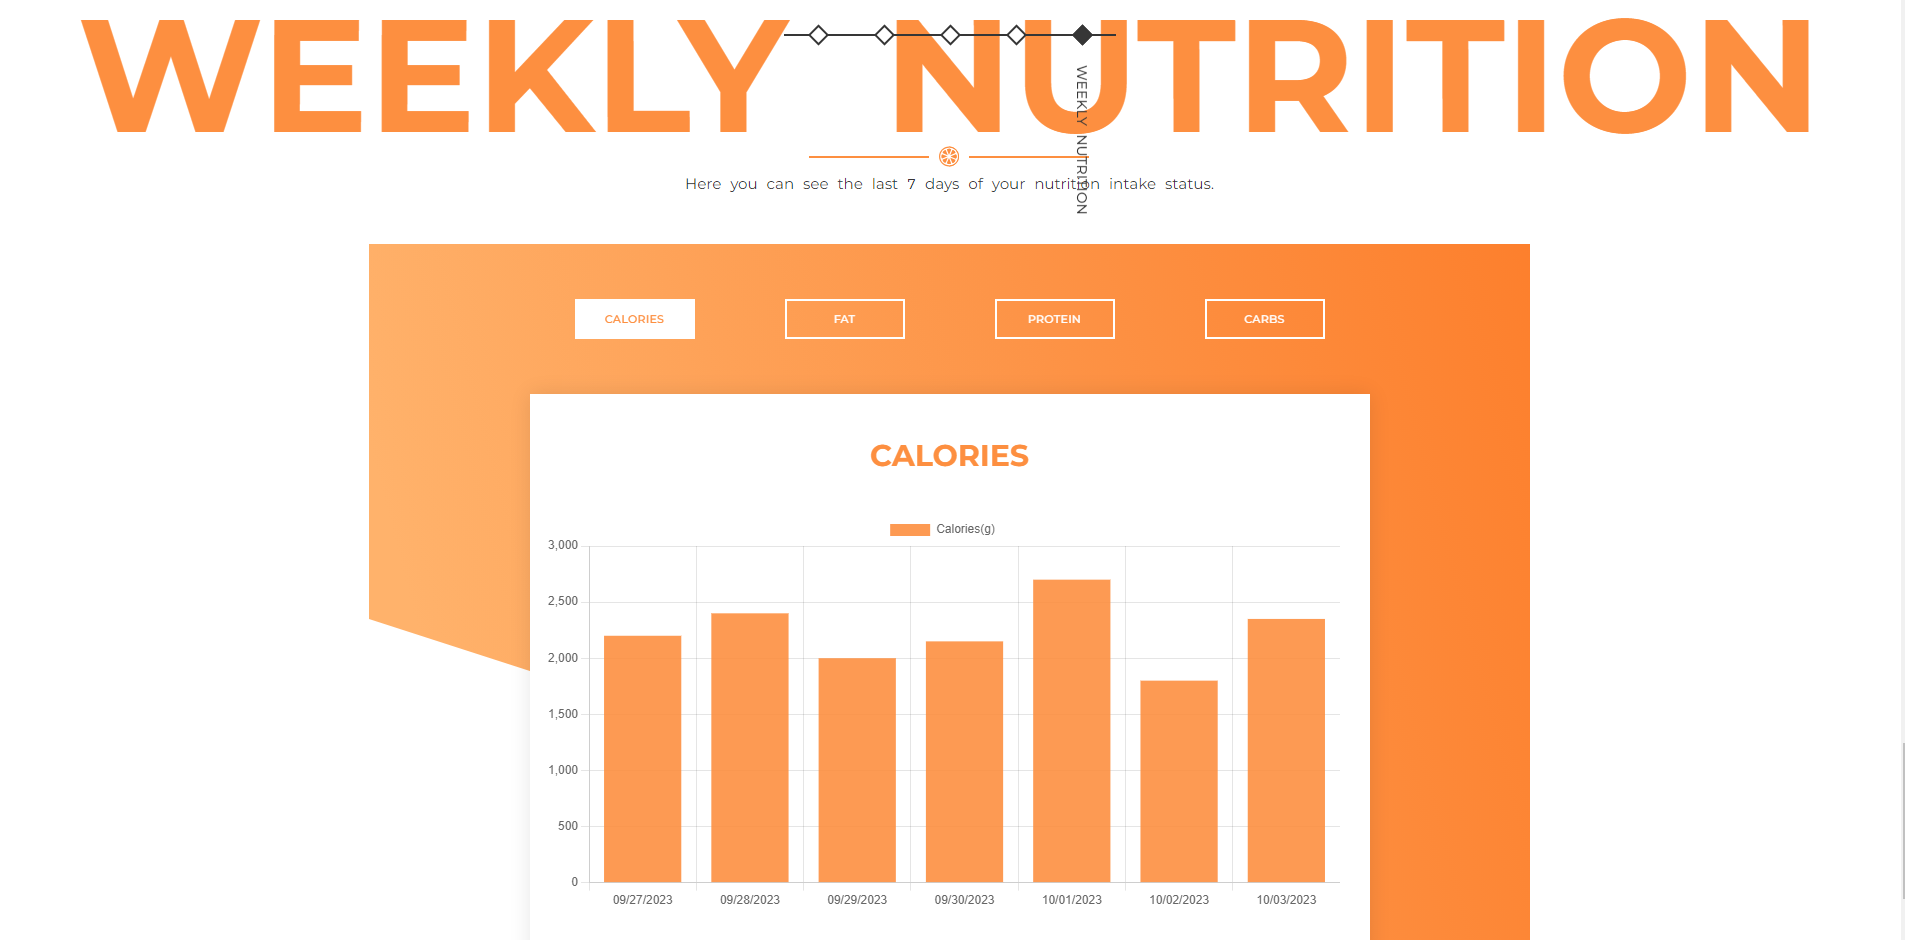 WEEKLY NUTRITION
WEEKLY NUTRITION
Here you can see the last 7 days of your nutrition intake status.
CALORIES
FAT
PROTEIN
CARBS
CALORIES
Calories(g)
3,000
2,500
2,000
1,500
1,000
500
0
09/27/2023
09/28/2023
09/29/2023
09/30/2023
10/01/2023
10/02/2023
10/03/2023